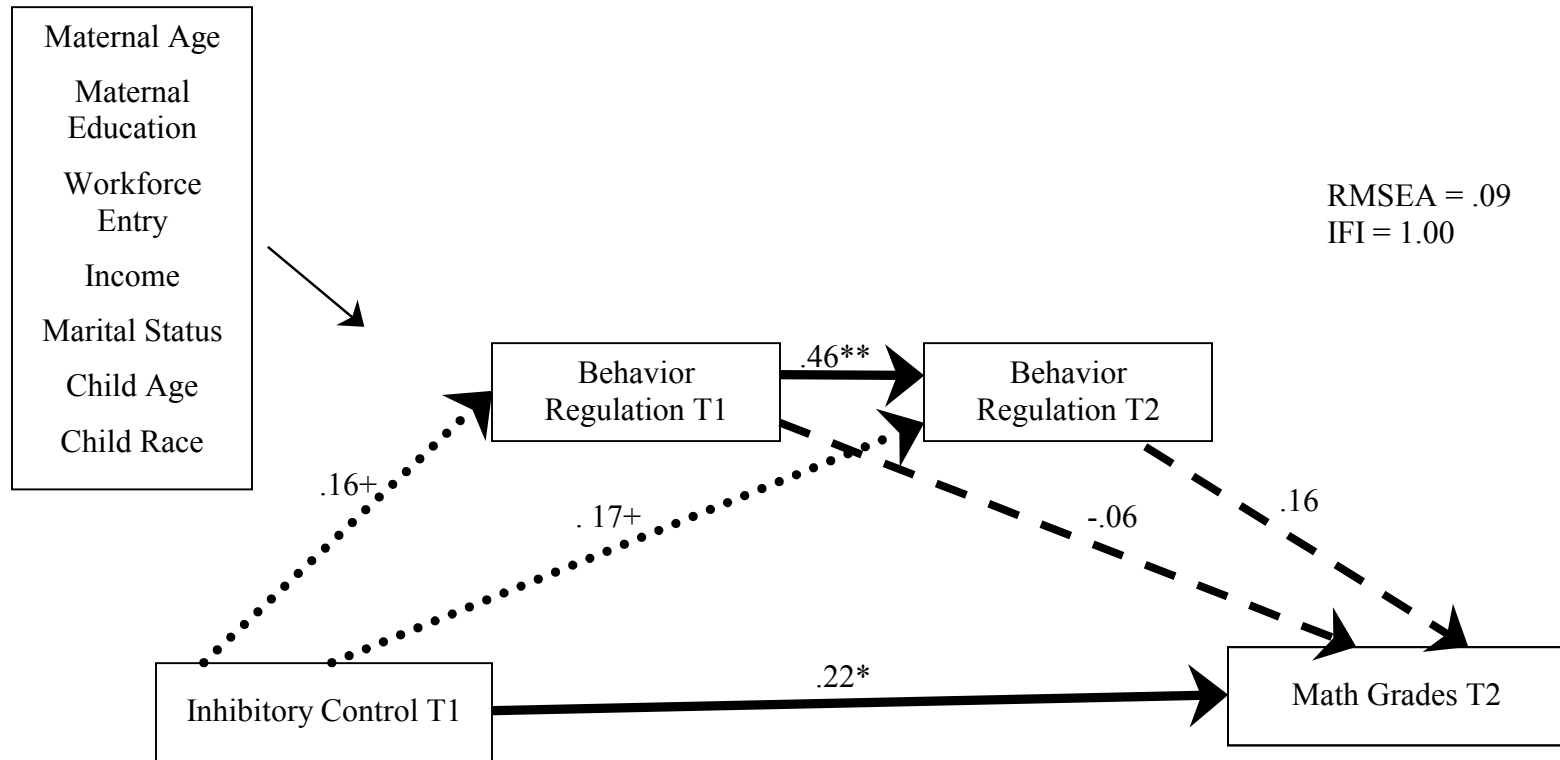 Maternal Age
Maternal
Education
Workforce
Entry
Income
Marital Status
Child Age
Child Race
RMSEA = .09
IFI = 1.00
Behavior
Regulation T1
.46**
Behavior
Regulation T2
.16+
. 17+
-.06
.16
Inhibitory Control T1
.22*
Math Grades T2